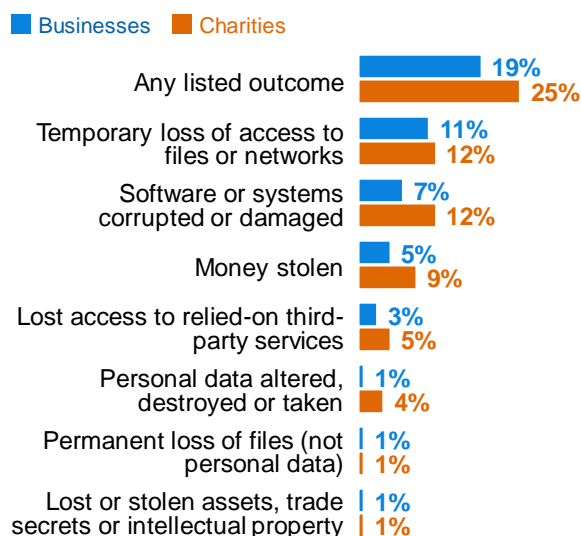 Businesses Charities
Any listed outcome
19%
25%
Temporary loss of access to
files or networks
11%
12%
Software or systems
corrupted or damaged
7%
12%
Money stolen
5%
9%
Lost access to relied-on third-
party services
3%
5%
Personal data altered,
destroyed or taken
1%
4%
Permanent loss of files (not
personal data)
1%
1%
Lost or stolen assets, trade
secrets or intellectual property
1%
1%